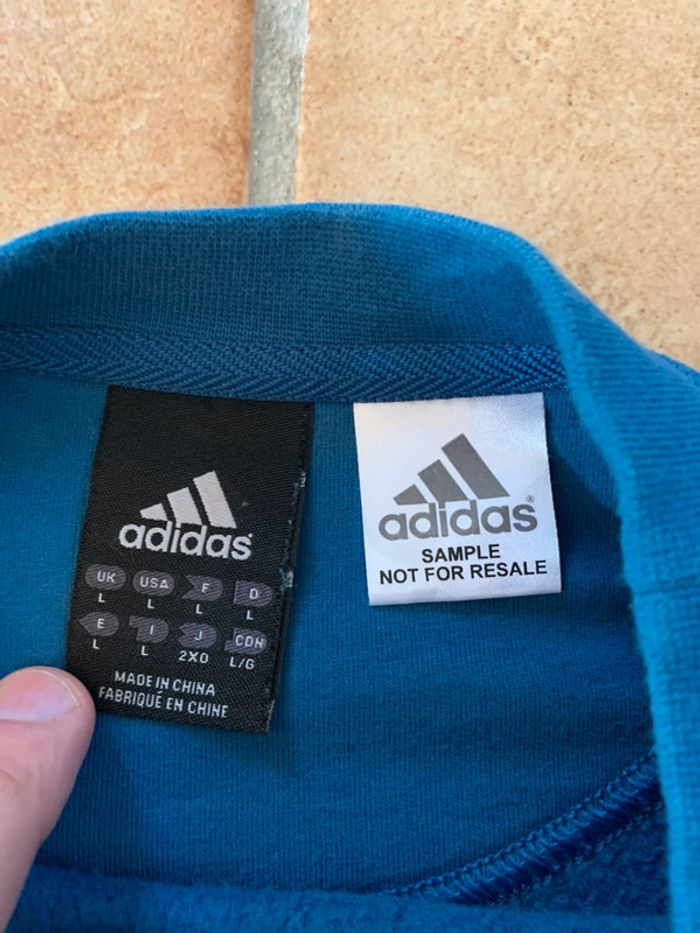 adidas
UK USA F D
L L L L
E I J CDN
L L 2XO L/G
MADE IN CHINA
FABRIQUÉ EN CHINE
adidas®
SAMPLE
NOT FOR RESALE